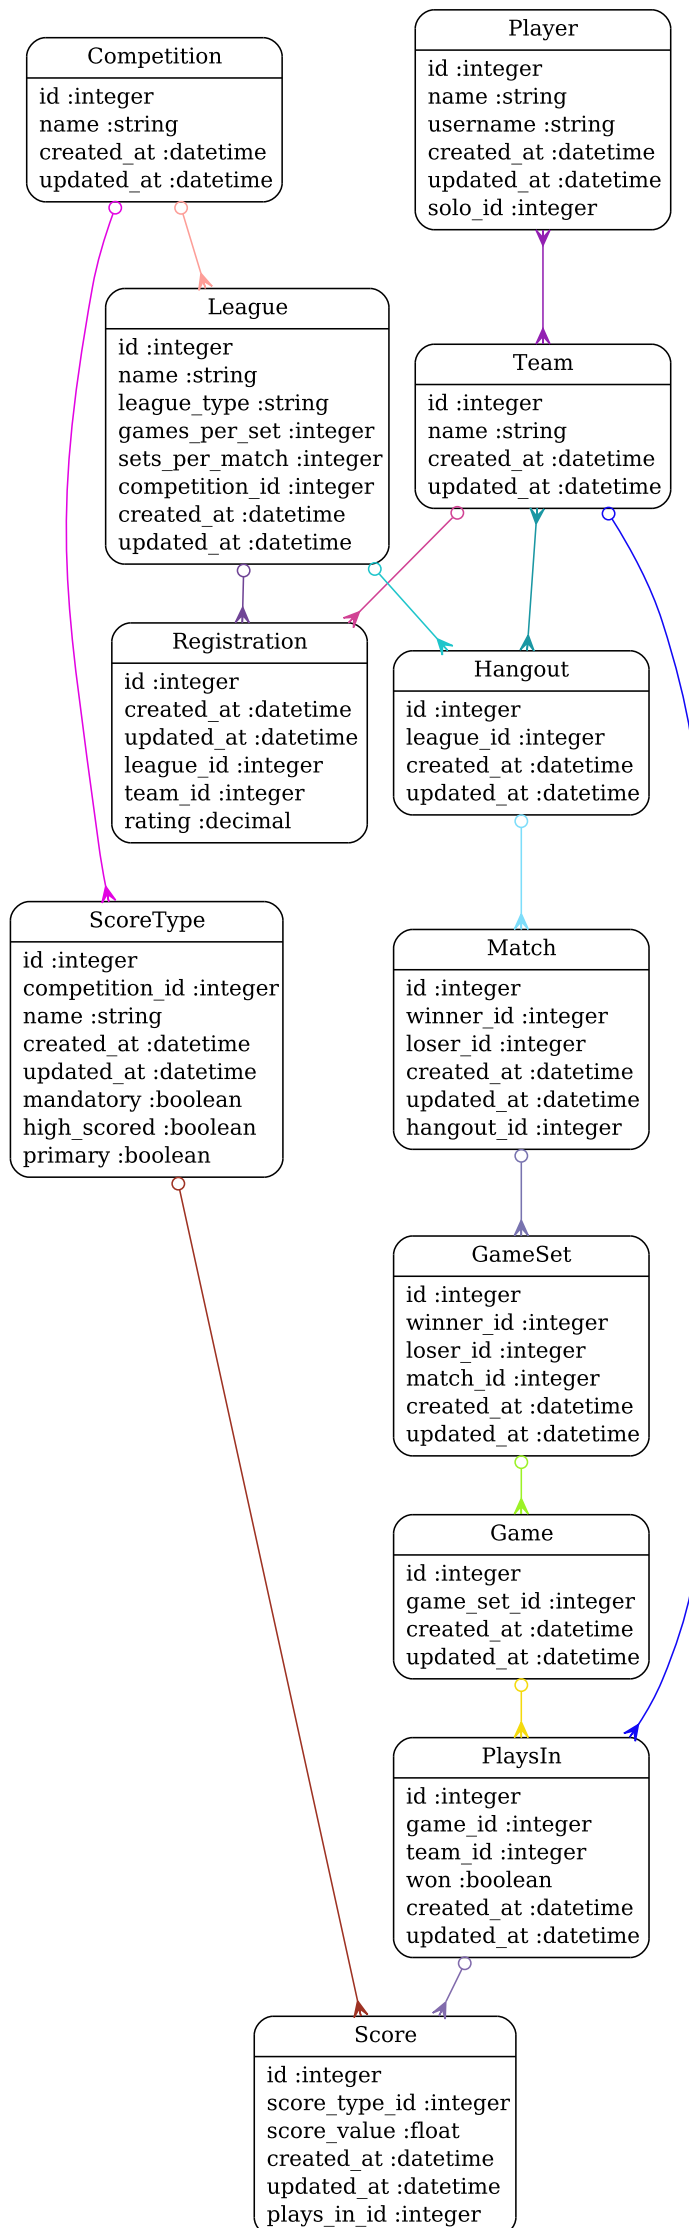 Competition
id :integer
name :string
created_at :datetime
updated_at :datetime
Player
id :integer
name :string
username :string
created_at :datetime
updated_at :datetime
solo_id :integer
League
id :integer
name :string
league_type :string
games_per_set :integer
sets_per_match :integer
competition_id :integer
created_at :datetime
updated_at :datetime
Team
id :integer
name :string
created_at :datetime
updated_at :datetime
Registration
id :integer
created_at :datetime
updated_at :datetime
league_id :integer
team_id :integer
rating :decimal
Hangout
id :integer
league_id :integer
created_at :datetime
updated_at :datetime
ScoreType
id :integer
competition_id :integer
name :string
created_at :datetime
updated_at :datetime
mandatory :boolean
high_scored :boolean
primary :boolean
Match
id :integer
winner_id :integer
loser_id :integer
created_at :datetime
updated_at :datetime
hangout_id :integer
GameSet
id :integer
winner_id :integer
loser_id :integer
match_id :integer
created_at :datetime
updated_at :datetime
Game
id :integer
game_set_id :integer
created_at :datetime
updated_at :datetime
PlaysIn
id :integer
game_id :integer
team_id :integer
won :boolean
created_at :datetime
updated_at :datetime
Score
id :integer
score_type_id :integer
score_value :float
created_at :datetime
updated_at :datetime
plays_in_id :integer